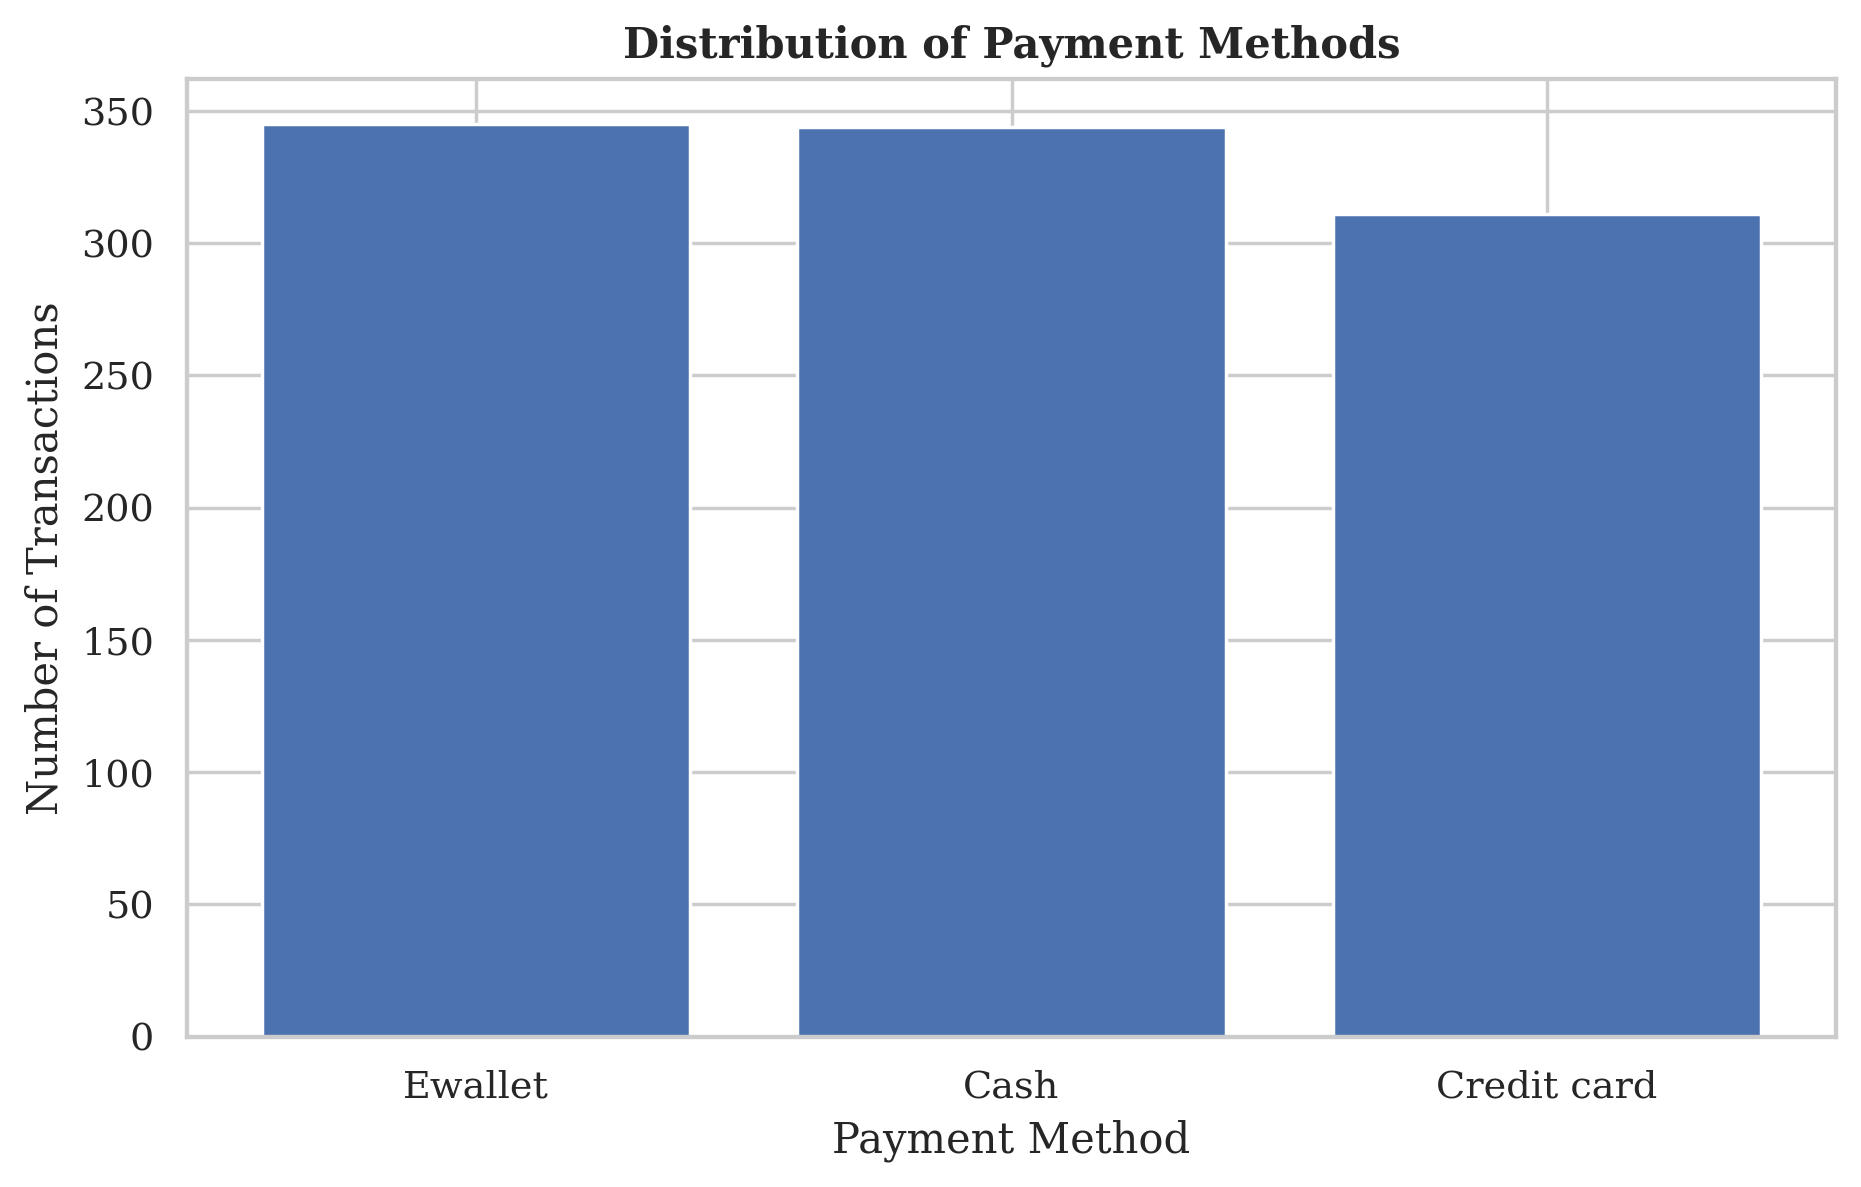 Distribution of Payment Methods
350
300
250
200
150
100
50
0
Number of Transactions
Ewallet
Cash
Credit card
Payment Method